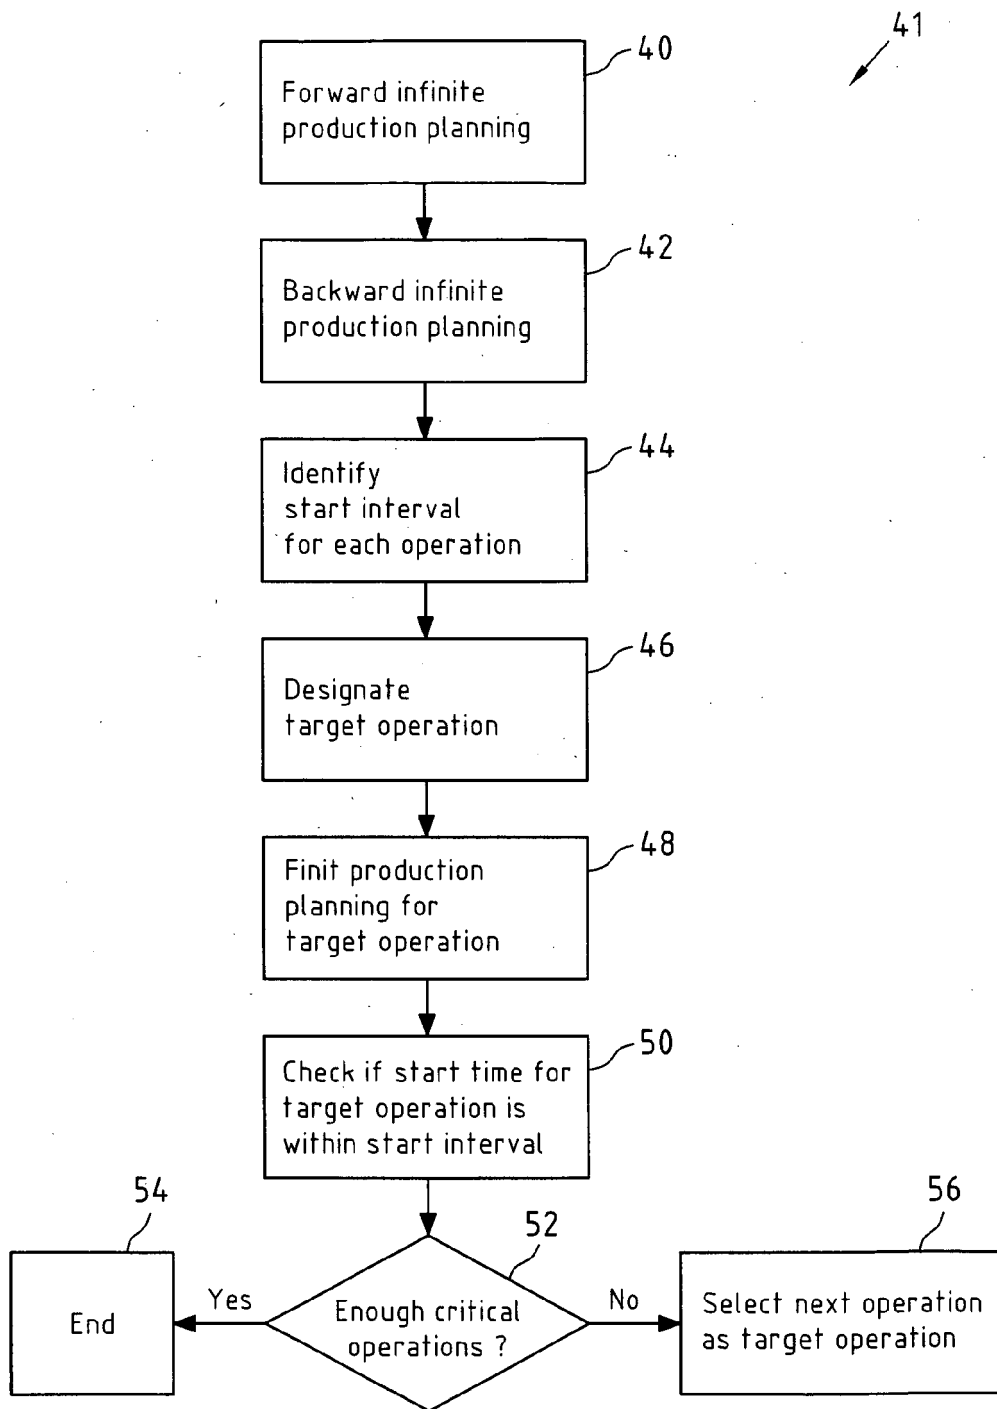 41
40
Forward infinite
production planning
42
Backward infinite
production planning
44
Identify
start interval
for each operation
46
Designate
target operation
48
Finit production
planning for
target operation
50
Check if start time for
target operation is
within start interval
54
52
56
End
Yes
Enough critical
operations ?
No
Select next operation
as target operation